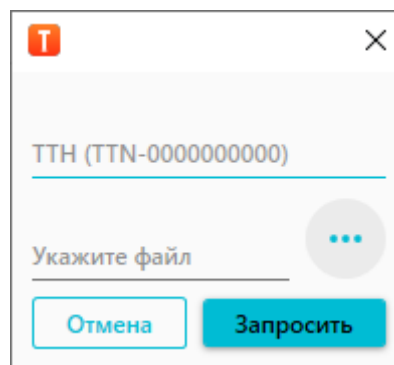 T
ТТН (TTN-0000000000)
Укажите файл
Отмена
Запросить